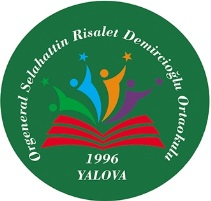 Orgeneral Selahattin Risalet Demircioğlu Ortaokulu
1996
YALOVA